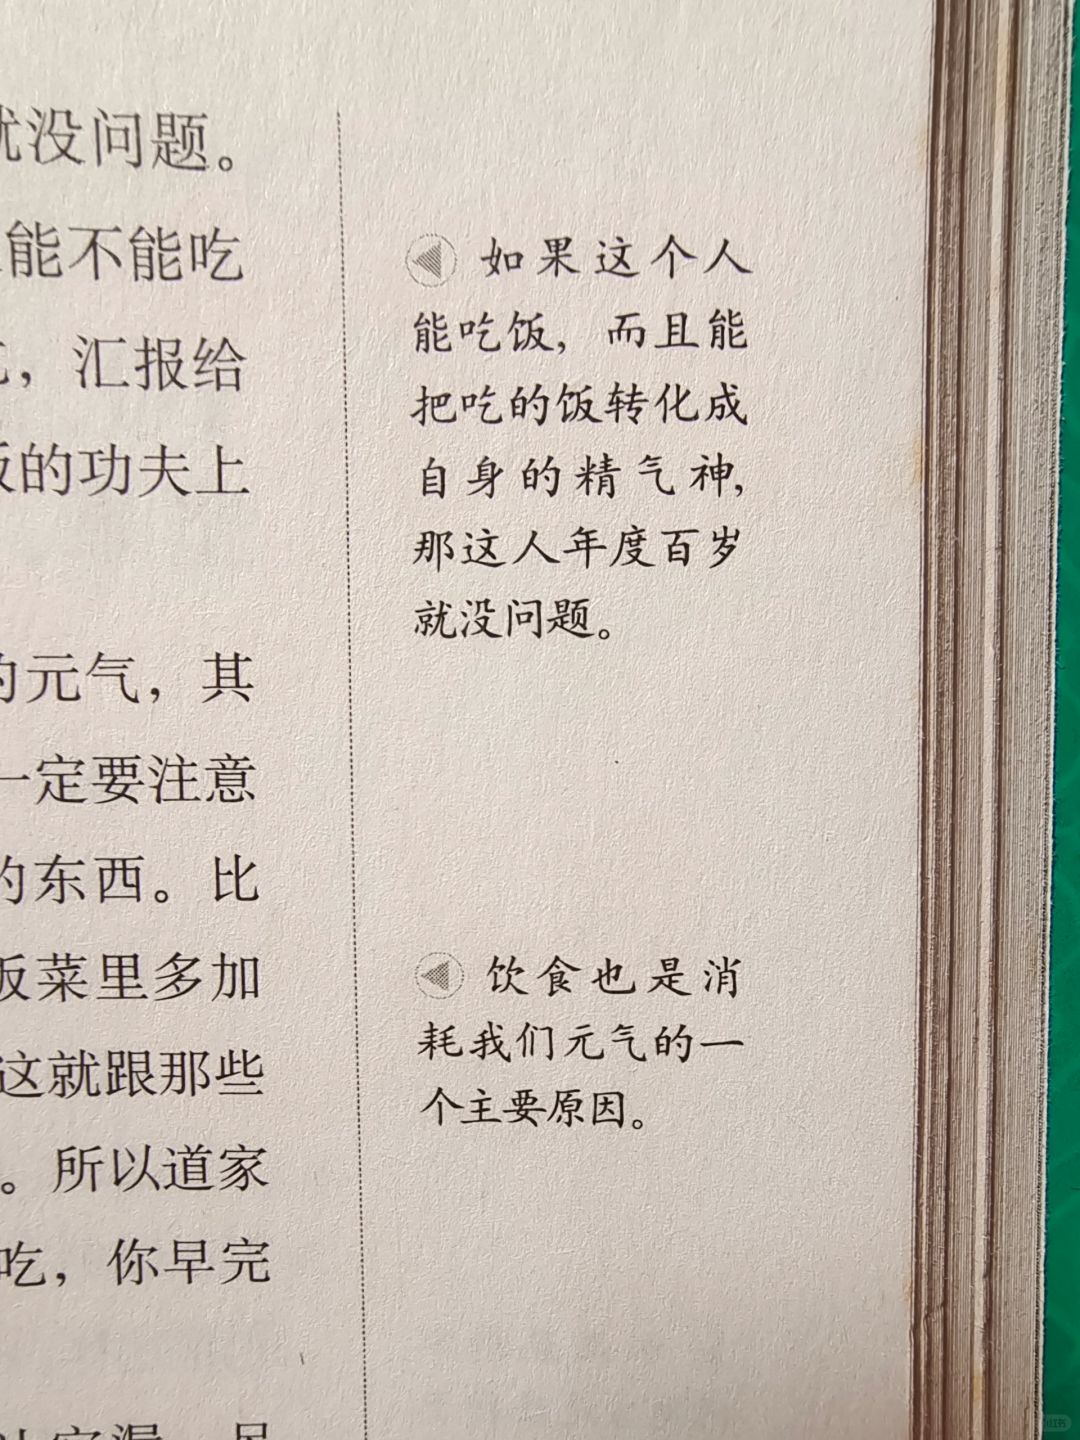 就没问题。
能不能吃
，汇报给
饭的功夫上
的元气，其
一定要注意
的东西。比
饭菜里多加
这就跟那些
。所以道家
吃，你早完
如果这个人
能吃饭，而且能
把吃的饭转化成
自身的精气神，
那这人年度百岁
就没问题。
饮食也是消
耗我们元气的一
个主要原因。